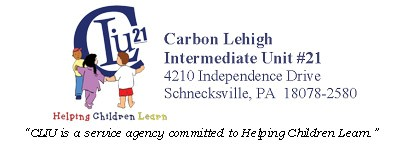 CLIU 21
Carbon Lehigh
Intermediate Unit #21
4210 Independence Drive
Schnecksville, PA 18078-2580
Helping Children Learn
"CLIU is a service agency committed to Helping Children Learn."